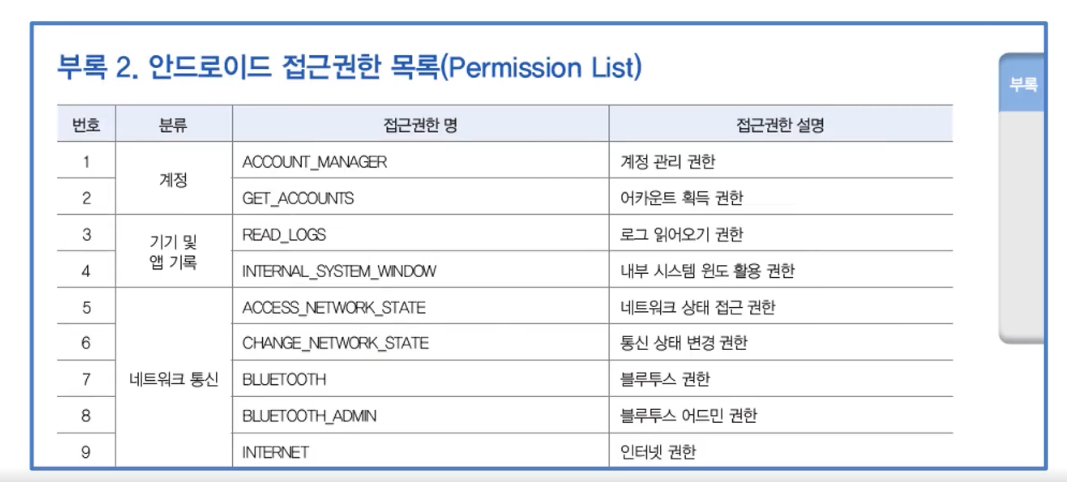 부록 2. 안드로이드 접근권한 목록(Permission List)
부록
번호 분류 접근권한 명 접근권한 설명
1 계정 ACCOUNT_MANAGER 계정 관리 권한
2 GET_ACCOUNTS 어카운트 획득 권한
3 기기 및 앱 기록 READ_LOGS 로그 읽어오기 권한
4 INTERNAL_SYSTEM_WINDOW 내부 시스템 윈도 활용 권한
5 네트워크 통신 ACCESS_NETWORK_STATE 네트워크 상태 접근 권한
6 CHANGE_NETWORK_STATE 통신 상태 변경 권한
7 BLUETOOTH 블루투스 권한
8 BLUETOOTH_ADMIN 블루투스 어드민 권한
9 INTERNET 인터넷 권한